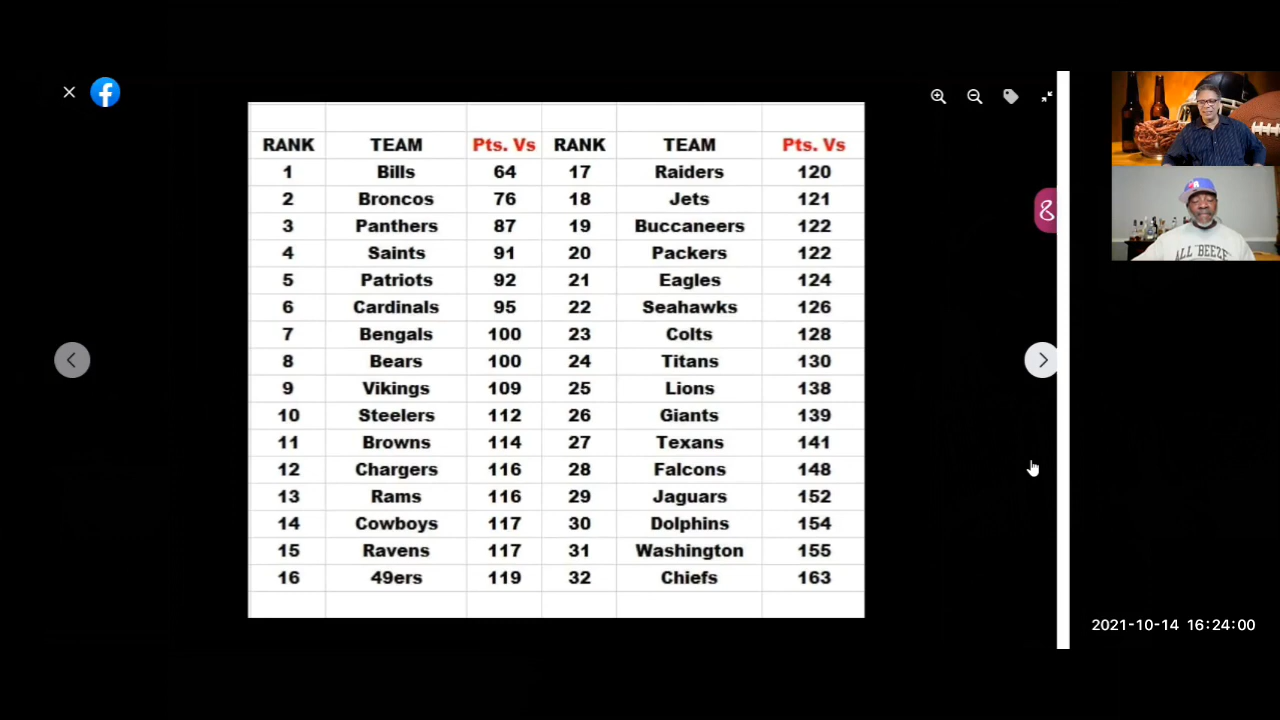 RANK TEAM Pts. Vs RANK TEAM Pts. Vs
1 Bills 64 17 Raiders 120
2 Broncos 76 18 Jets 121
3 Panthers 87 19 Buccaneers 122
4 Saints 91 20 Packers 122
5 Patriots 92 21 Eagles 124
6 Cardinals 95 22 Seahawks 126
7 Bengals 100 23 Colts 128
8 Bears 100 24 Titans 130
9 Vikings 109 25 Lions 138
10 Steelers 112 26 Giants 139
11 Browns 114 27 Texans 141
12 Chargers 116 28 Falcons 148
13 Rams 116 29 Jaguars 152
14 Cowboys 117 30 Dolphins 154
15 Ravens 117 31 Washington 155
16 49ers 119 32 Chiefs 163
ALL BEEZE
2021-10-14 16:24:00